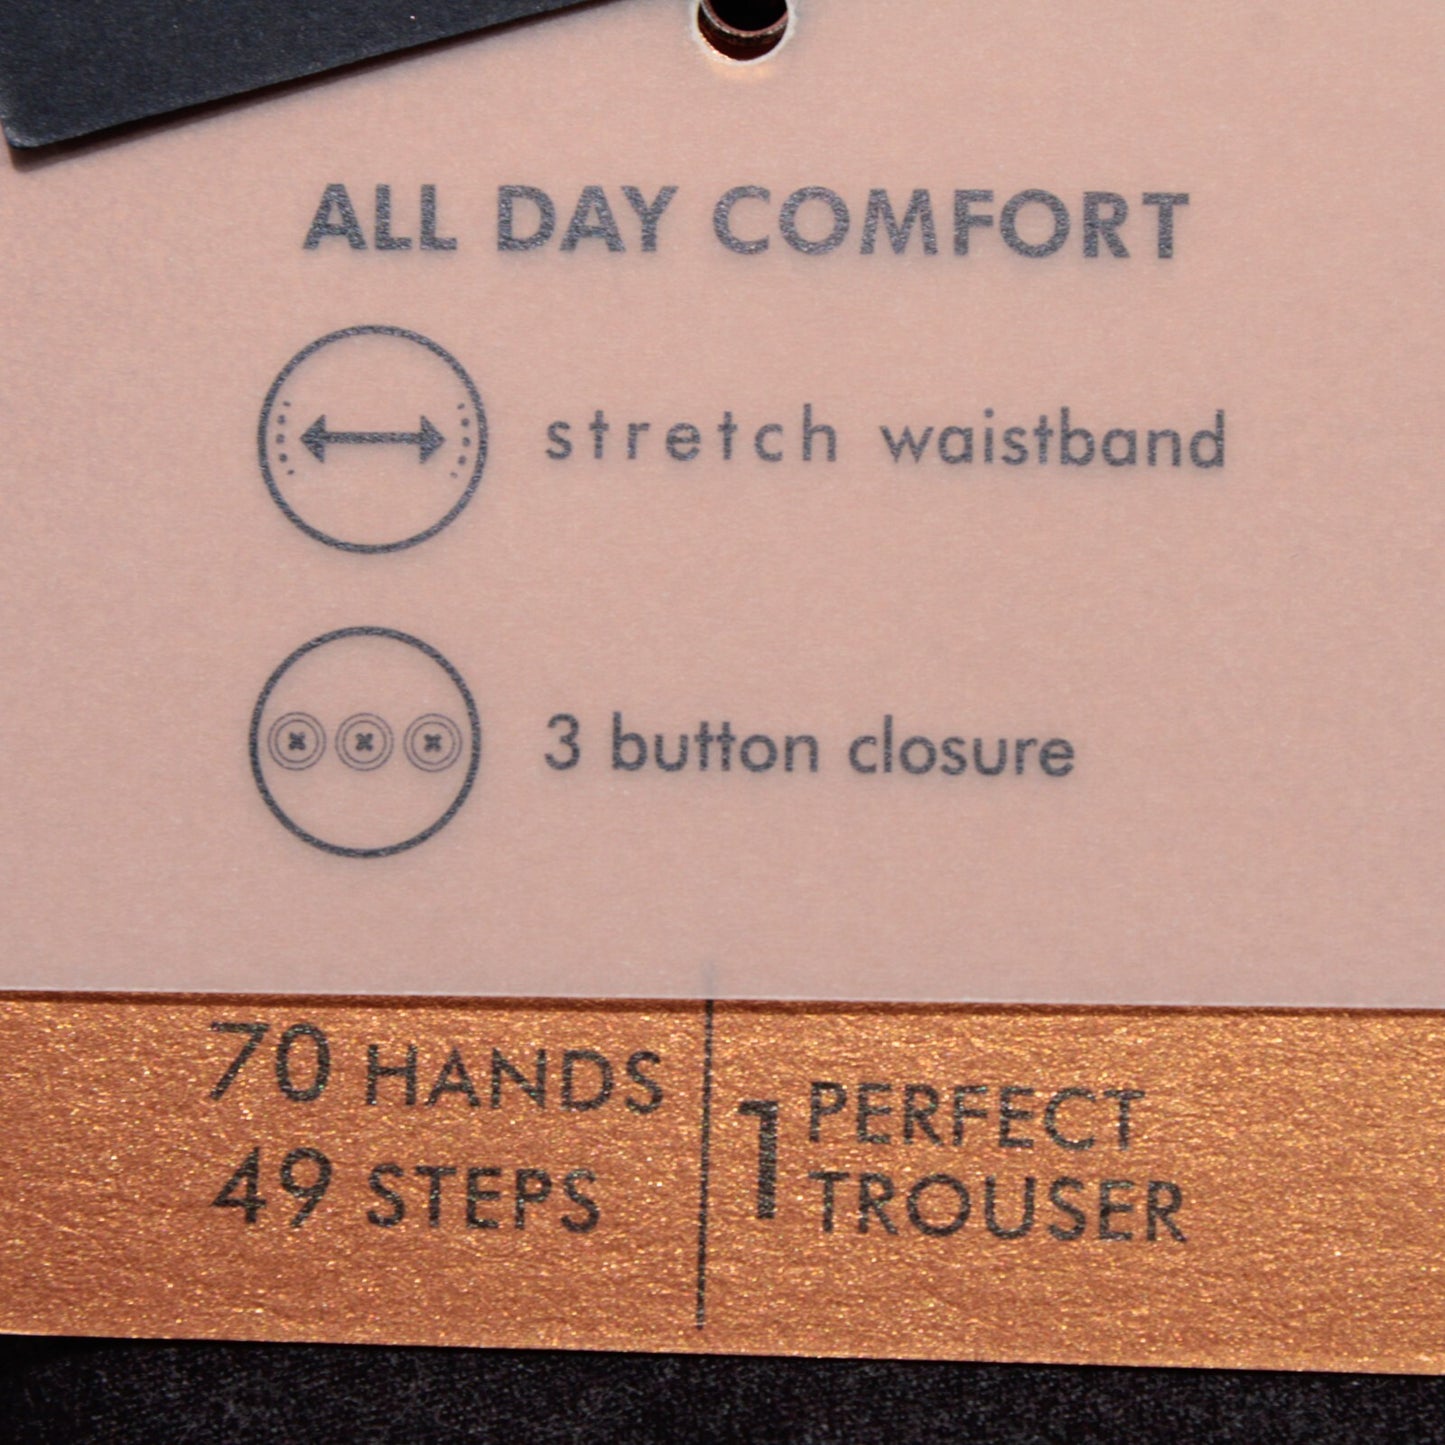 ALL DAY COMFORT
stretch waistband
3 button closure
70 HANDS
49 STEPS
1 PERFECT
TROUSER